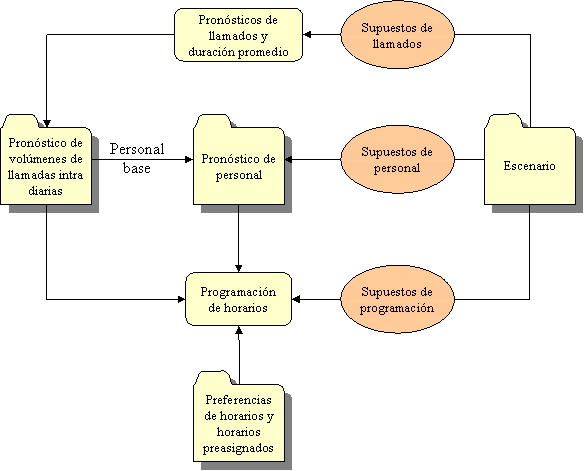 Pronósticos de
llamados y
duración promedio
Supuestos de
llamados
Pronóstico de
volúmenes de
llamadas intra
diarias
Personal
base
Pronóstico de
personal
Supuestos de
personal
Escenario
Programación
de horarios
Supuestos de
programación
Preferencias
de horarios y
horarios
preasignados